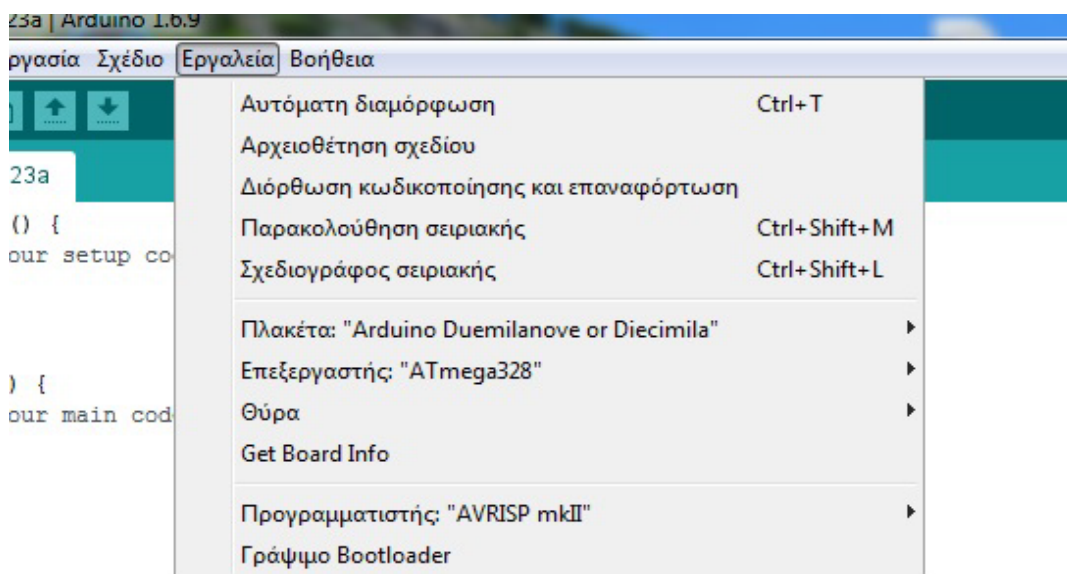 23a | Arduino 1.6.9
ργασία Σχέδιο Εργαλεία Βοήθεια
Αυτόματη διαμόρφωση Ctrl+T
Αρχειοθέτηση σχεδίου
23a
Διόρθωση κωδικοποίησης και επαναφόρτωση
() {
Παρακολούθηση σειριακής Ctrl+Shift+M
our setup co
Σχεδιογράφος σειριακής Ctrl+Shift+L
Πλακέτα: "Arduino Duemilanove or Diecimila"
Επεξεργαστής: "ATmega328"
) {
Θύρα
our main cod
Get Board Info
Προγραμματιστής: "AVRISP mkII"
Γράψιμο Bootloader